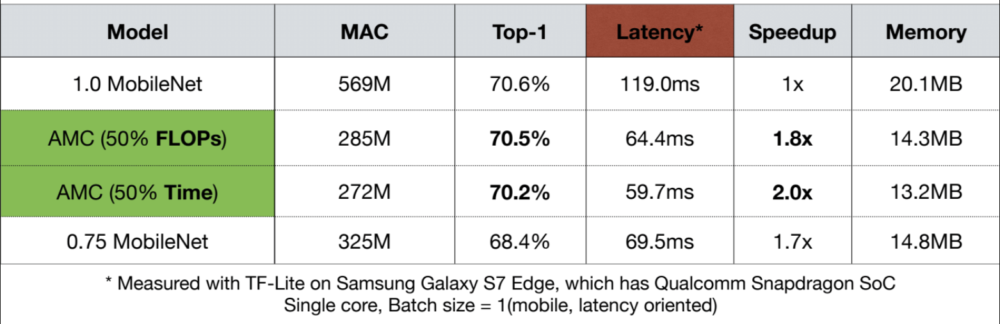 Model MAC Top-1 Latency* Speedup Memory
1.0 MobileNet 569M 70.6% 119.0ms 1x 20.1MB
AMC (50% FLOPs) 285M 70.5% 64.4ms 1.8x 14.3MB
AMC (50% Time) 272M 70.2% 59.7ms 2.0x 13.2MB
0.75 MobileNet 325M 68.4% 69.5ms 1.7x 14.8MB
* Measured with TF-Lite on Samsung Galaxy S7 Edge, which has Qualcomm Snapdragon SoC
Single core, Batch size = 1(mobile, latency oriented)